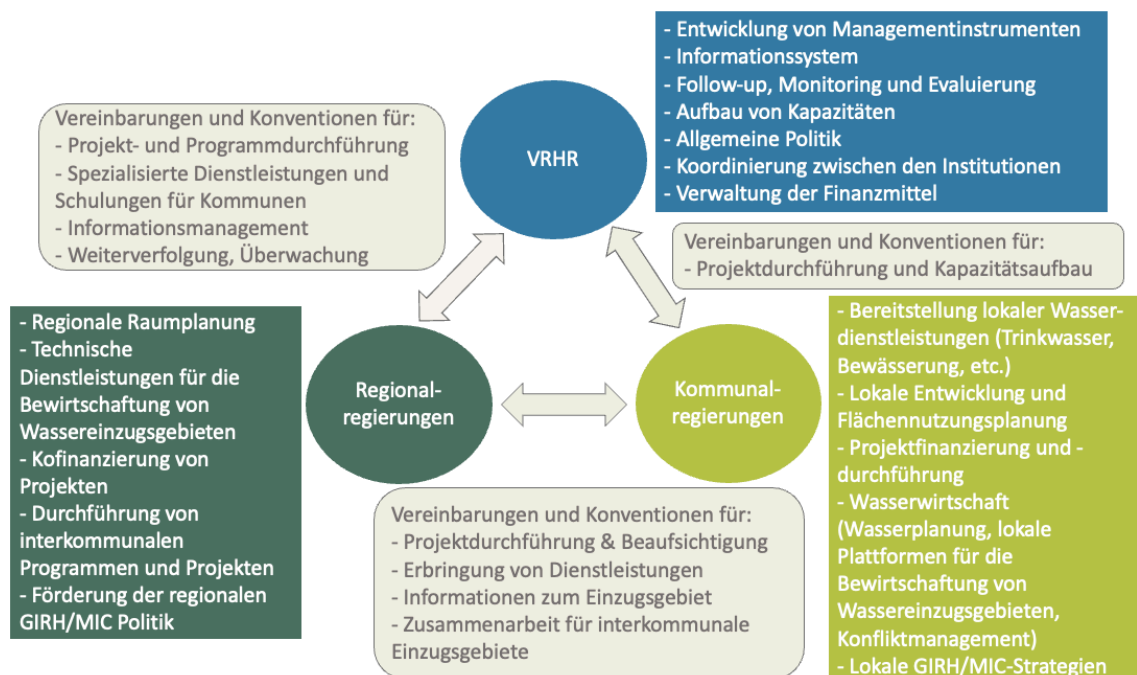 - Entwicklung von Managementinstrumenten
- Informationssystem
- Follow-up, Monitoring und Evaluierung
- Aufbau von Kapazitäten
- Allgemeine Politik
- Koordinierung zwischen den Institutionen
- Verwaltung der Finanzmittel
VRHR
Vereinbarungen und Konventionen für:
- Projekt- und Programmdurchführung
- Spezialisierte Dienstleistungen und
Schulungen für Kommunen
- Informationsmanagement
- Weiterverfolgung, Überwachung
Vereinbarungen und Konventionen für:
- Projektdurchführung und Kapazitätsaufbau
- Regionale Raumplanung
- Technische
Dienstleistungen für die
Bewirtschaftung von
Wassereinzugsgebieten
- Kofinanzierung von
Projekten
- Durchführung von
interkommunalen
Programmen und Projekten
- Förderung der regionalen
GIRH/MIC Politik
Regional-
regierungen
Kommunal-
regierungen
- Bereitstellung lokaler Wasser-
dienstleistungen (Trinkwasser,
Bewässerung, etc.)
- Lokale Entwicklung und
Flächennutzungsplanung
- Projektfinanzierung und -
durchführung
- Wasserwirtschaft
(Wasserplanung, lokale
Plattformen für die
Bewirtschaftung von
Wassereinzugsgebieten,
Konfliktmanagement)
- Lokale GIRH/MIC-Strategien
Vereinbarungen und Konventionen für:
- Projektdurchführung & Beaufsichtigung
- Erbringung von Dienstleistungen
- Informationen zum Einzugsgebiet
- Zusammenarbeit für interkommunale
Einzugsgebiete